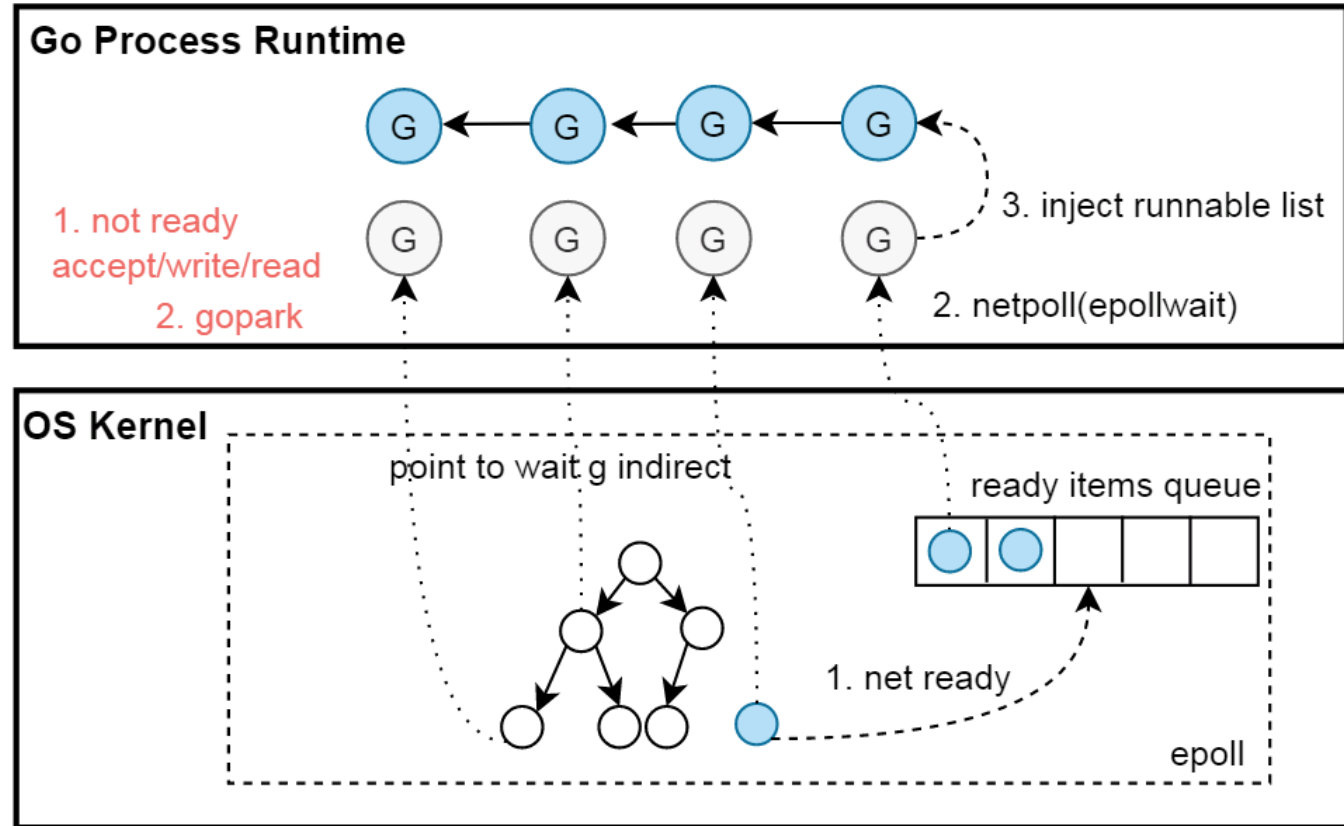 Go Process Runtime
G G G G
1. not ready
accept/write/read
2. gopark
G G G G
3. inject runnable list
2. netpoll(epollwait)
OS Kernel
point to wait g indirect
ready items queue
1. net ready
epoll